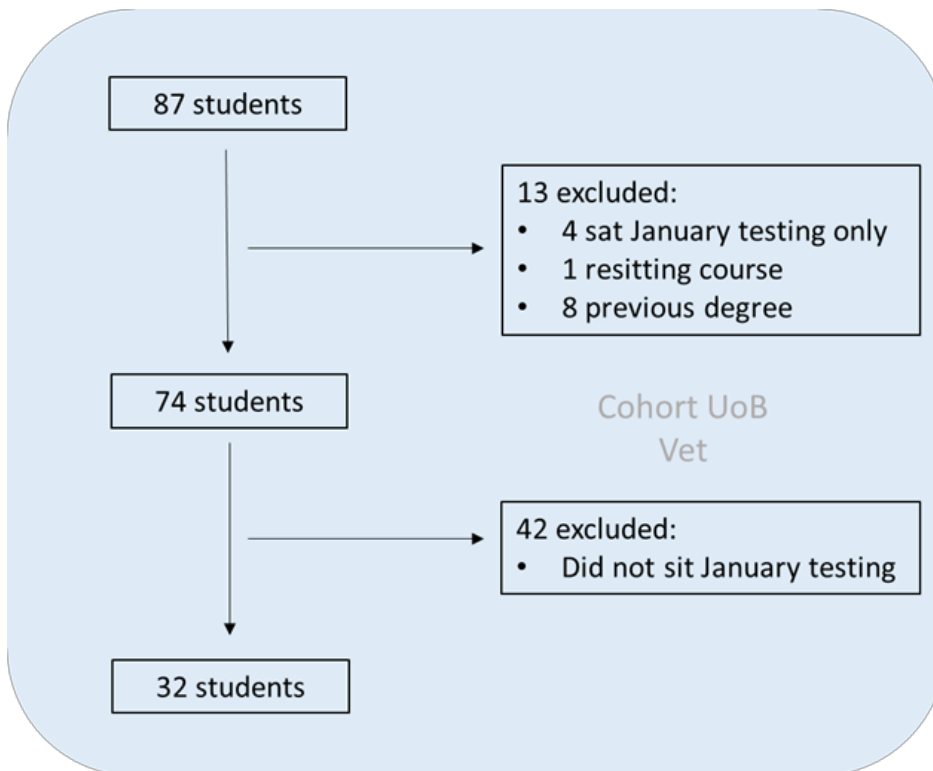 87 students
13 excluded:
• 4 sat January testing only
• 1 resitting course
• 8 previous degree
74 students
Cohort UoB
Vet
42 excluded:
• Did not sit January testing
32 students